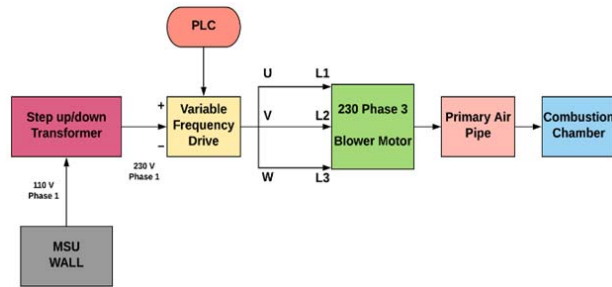 PLC
Step up/down
Transformer
+
−
Variable
Frequency
Drive
230 V
Phase 1
U
V
W
L1
L2
L3
230 Phase 3
Blower Motor
Primary Air
Pipe
Combustion
Chamber
110 V
Phase 1
MSU
WALL